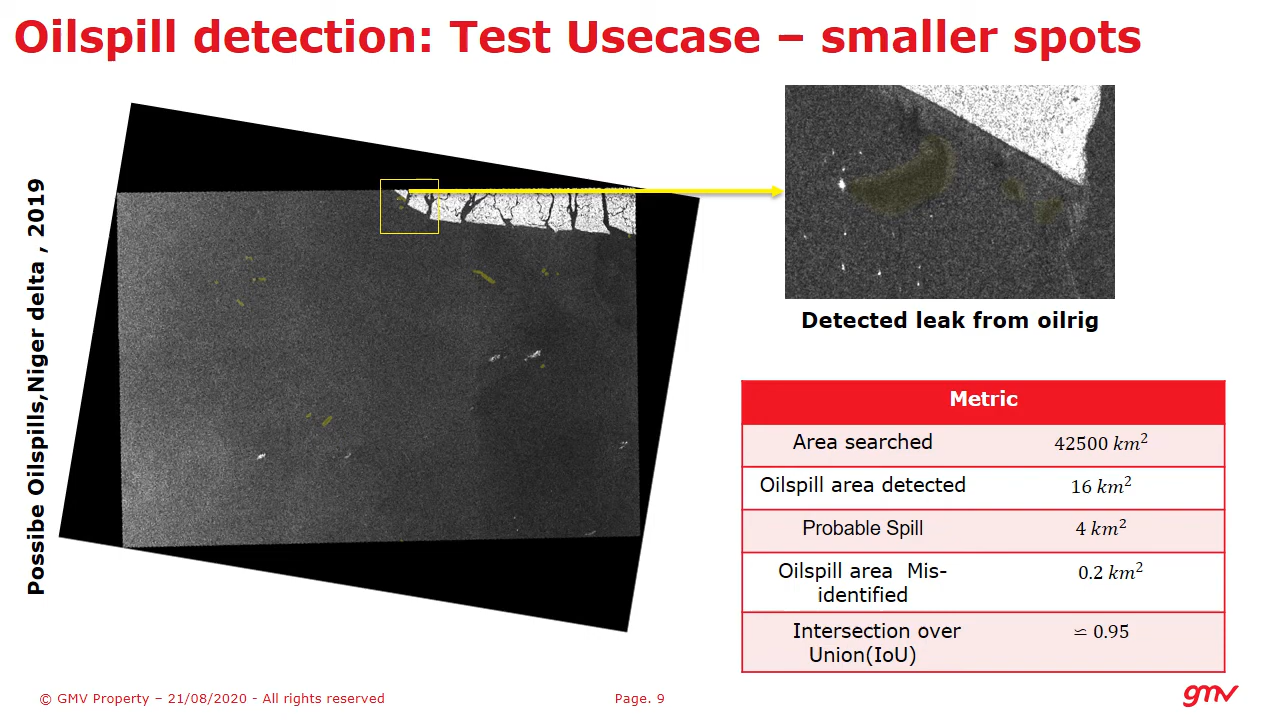 Oilspill detection: Test Usecase – smaller spots
Possibe Oilspills,Niger delta , 2019
Detected leak from oilrig
Metric
Area searched 42500 km²
Oilspill area detected 16 km²
Probable Spill 4 km²
Oilspill area Mis-
identified 0.2 km²
Intersection over
Union(IoU) ≌ 0.95
© GMV Property – 21/08/2020 - All rights reserved
Page. 9
gmv